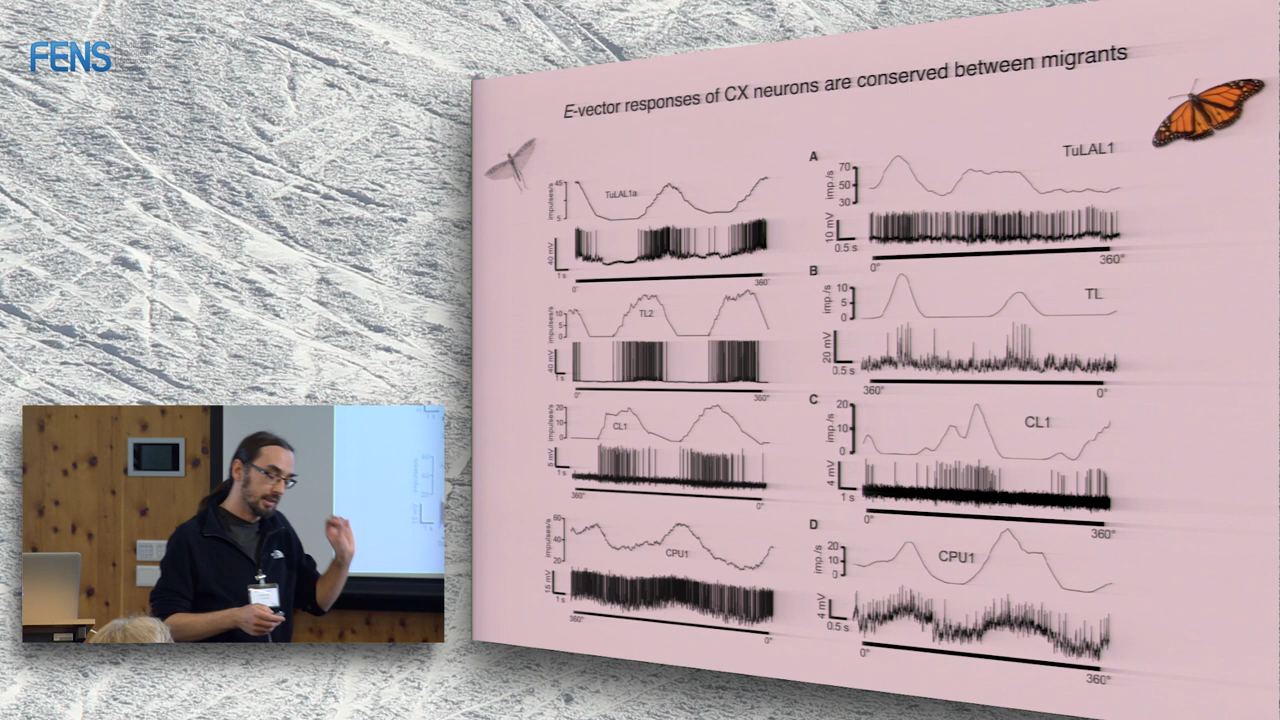 FENS
E-vector responses of CX neurons are conserved between migrants
45
5
impulses/s
TuLAL1a
40 mV
1 s
0°
360°
10
5
0
impulses/s
TL2
40 mV
1s
0°
360°
20
10
0
impulses/s
CL1
5 mV
1 s
360°
0°
60
40
20
impulses/s
CPU1
15 mV
1 s
360°
0°
A
TuLAL1
70
50
30
imp./s
10 mV
0.5 s
0°
360°
B
TL
10
5
0
imp./s
20 mV
0.5 s
360°
0°
C
CL1
20
10
0
imp./s
4 mV
1 s
0°
360°
D
CPU1
20
10
0
imp./s
4 mV
0.5 s
0°
360°